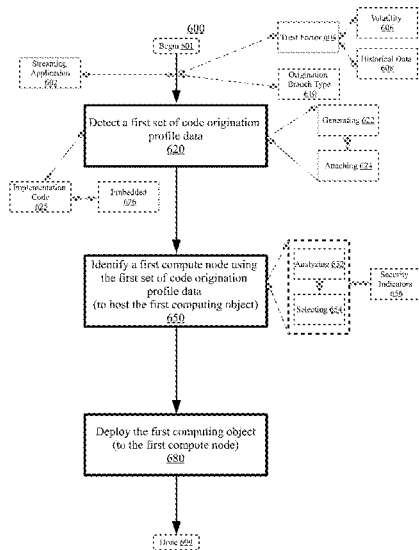 600
Begin 601
Streaming
Application
602
Trust Factor 604
Volatility
606
Historical Data
608
Origination
Branch Type
610
Detect a first set of code origination
profile data
620
Generating 622
Attaching 624
Implementation
Code
625
Embedded
626
Identify a first compute node using
the first set of code origination
profile data
(to host the first computing object)
650
Analyzing 652
Selecting 654
Security
Indicators
656
Deploy the first computing object
(to the first compute node)
680
Done 604